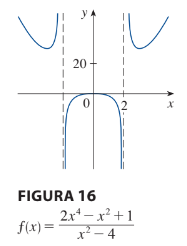 y
20
0
2
x
FIGURA 16
f(x) = 2x⁴ − x² + 1 / x² − 4